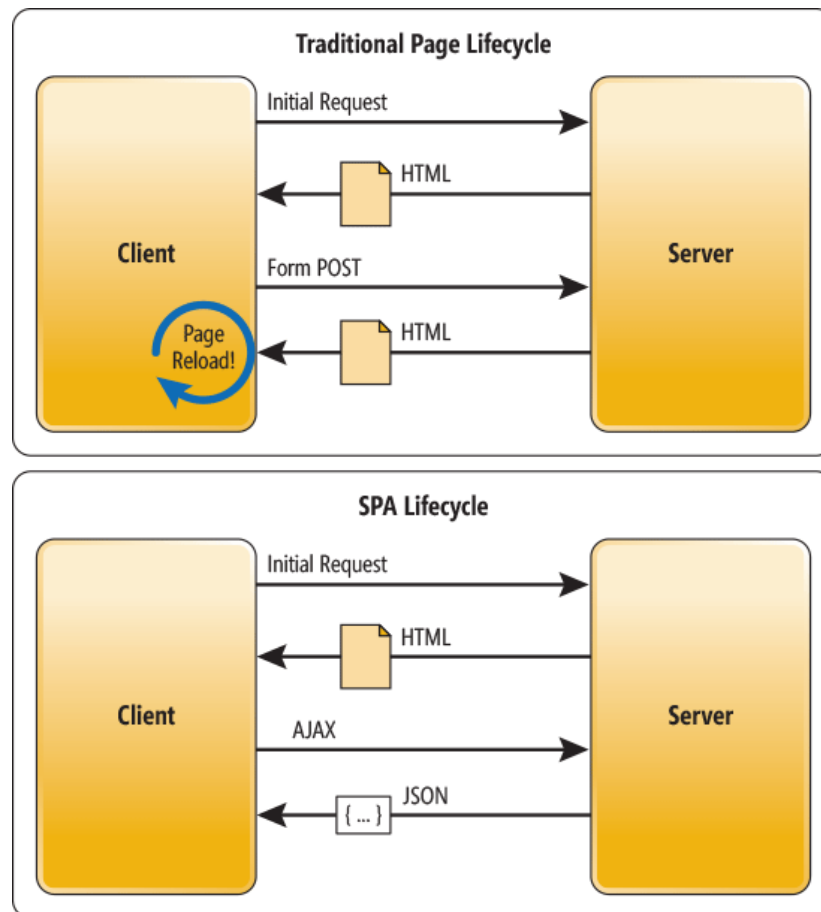 Traditional Page Lifecycle
Initial Request
HTML
Client
Server
Form POST
Page
Reload!
HTML
SPA Lifecycle
Initial Request
HTML
Client
Server
AJAX
JSON
{ ... }